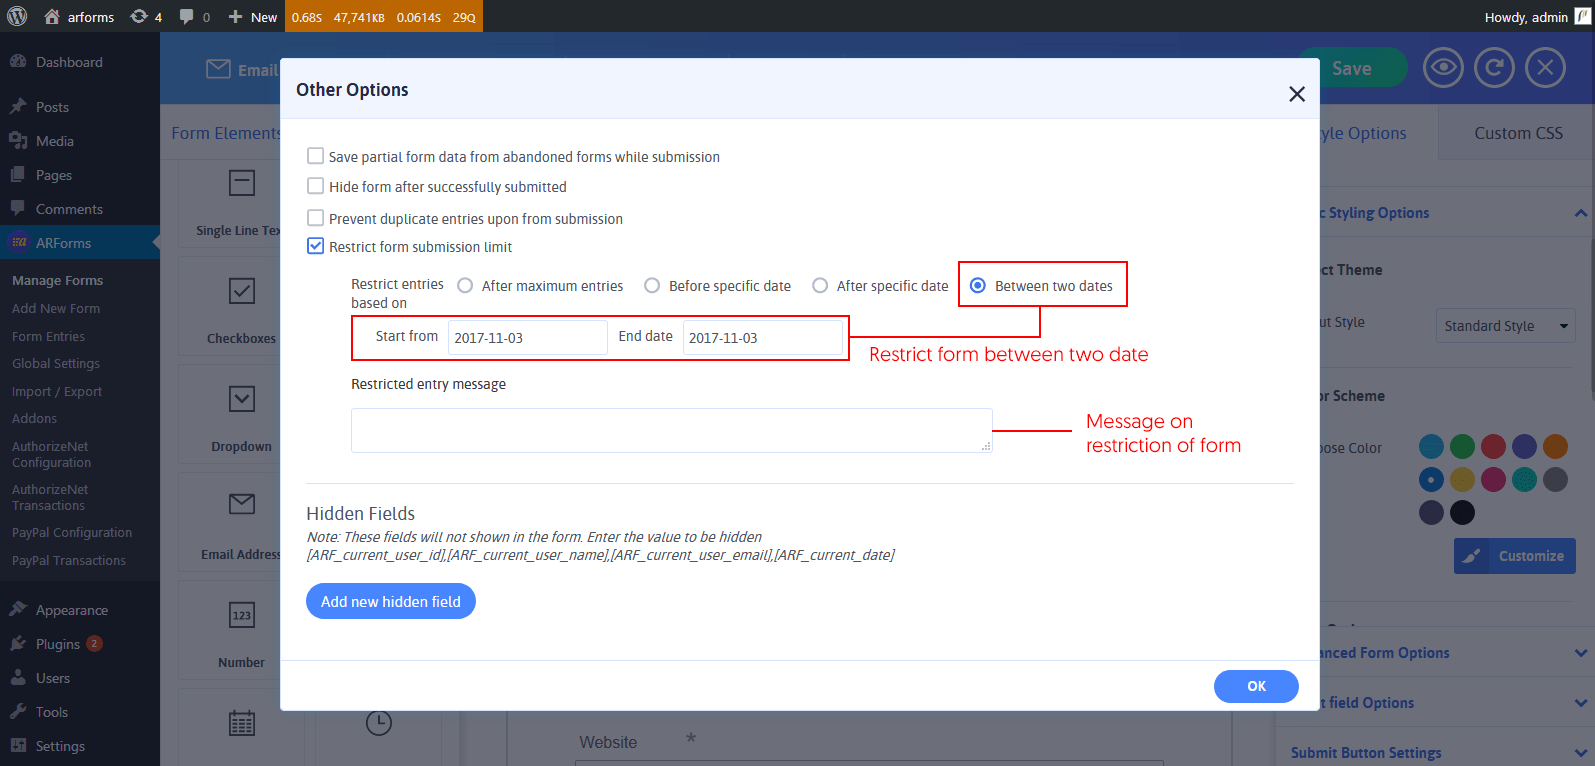 arforms
4
0
New
0.68S 47,741KB 0.0614S 29Q
Howdy, admin
Dashboard
Posts
Media
Pages
Comments
ARForms
Manage Forms
Add New Form
Form Entries
Global Settings
Import / Export
Addons
AuthorizeNet
Configuration
AuthorizeNet
Transactions
PayPal Configuration
PayPal Transactions
Appearance
Plugins 2
Users
Tools
Settings
Email
Save
Form Elements
Single Line Tex
Checkboxes
Dropdown
Email Address
123
Number
Other Options
Save partial form data from abandoned forms while submission
Hide form after successfully submitted
Prevent duplicate entries upon from submission
Restrict form submission limit
Restrict entries
based on
After maximum entries
Before specific date
After specific date
Between two dates
Start from 2017-11-03 End date 2017-11-03
Restrict form between two date
Restricted entry message
Message on
restriction of form
Hidden Fields
Note: These fields will not shown in the form. Enter the value to be hidden
[ARF_current_user_id],[ARF_current_user_name],[ARF_current_user_email],[ARF_current_date]
Add new hidden field
OK
Website *
tyle Options
Custom CSS
c Styling Options
ct Theme
ut Style
Standard Style
or Scheme
ose Color
Customize
anced Form Options
t field Options
Submit Button Settings